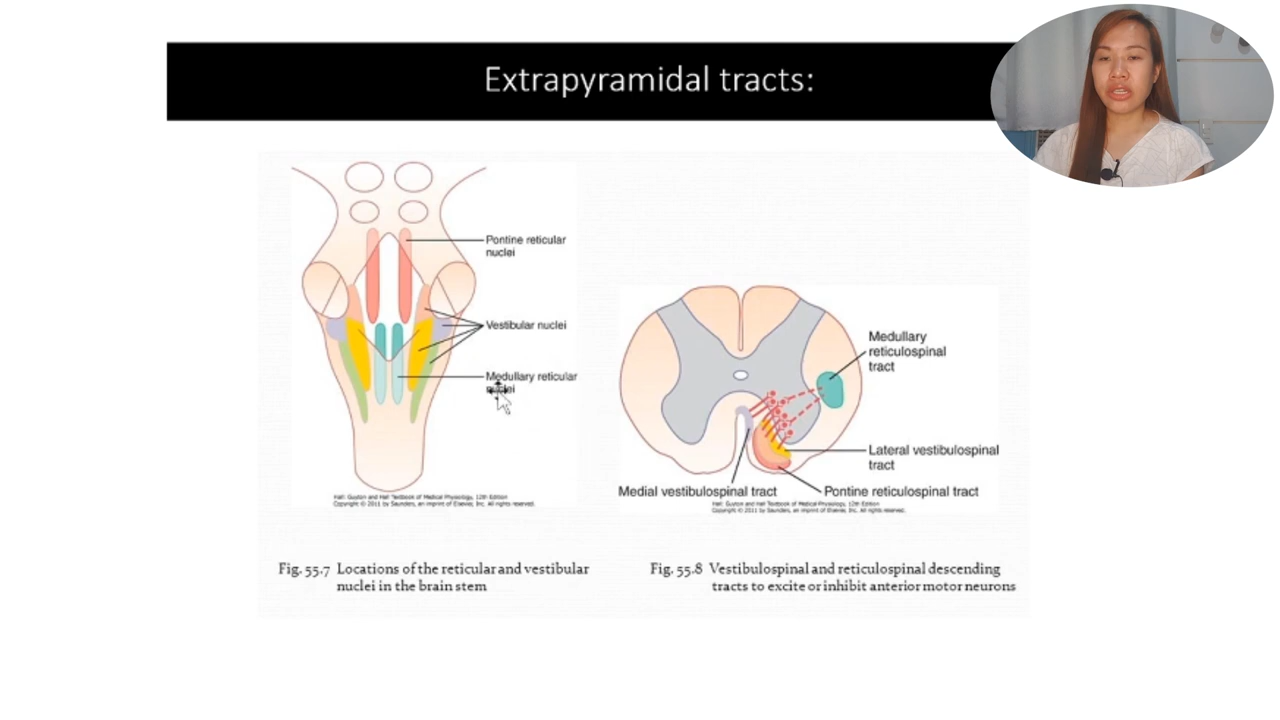 Extrapyramidal tracts:
Pontine reticular
nuclei
Vestibular nuclei
Medullary reticular
nuclei
Hall: Guyton and Hall Textbook of Medical Physiology, 12th Edition
Copyright © 2011 by Saunders, an imprint of Elsevier, Inc. All rights reserved.
Fig. 55.7 Locations of the reticular and vestibular
nuclei in the brain stem
Medullary
reticulospinal
tract
Lateral vestibulospinal
tract
Medial vestibulospinal tract
Pontine reticulospinal tract
Hall: Guyton and Hall Textbook of Medical Physiology, 12th Edition
Copyright © 2011 by Saunders, an imprint of Elsevier, Inc. All rights reserved.
Fig. 55.8 Vestibulospinal and reticulospinal descending
tracts to excite or inhibit anterior motor neurons